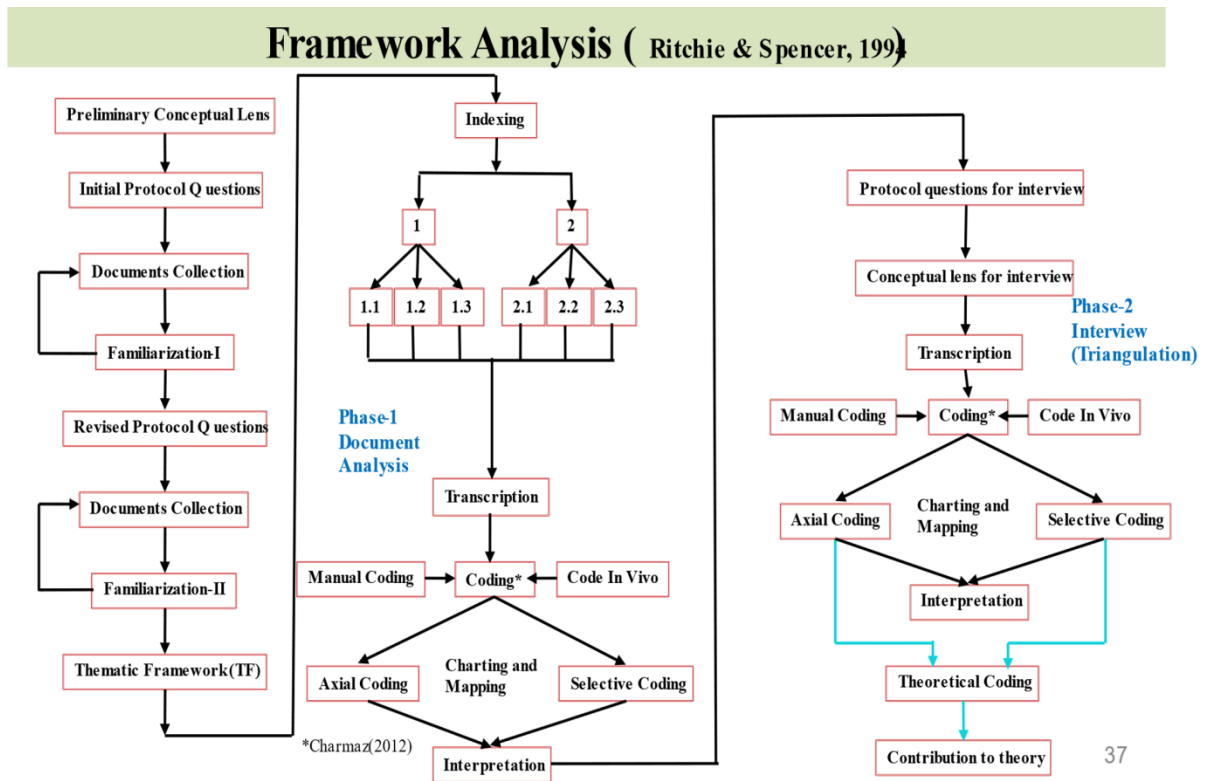 Framework Analysis ( Ritchie & Spencer, 1994)
Preliminary Conceptual Lens
Initial Protocol Questions
Documents Collection
Familiarization-I
Revised Protocol Questions
Documents Collection
Familiarization-II
Thematic Framework(TF)
Indexing
1
2
1.1
1.2
1.3
2.1
2.2
2.3
Phase-1
Document
Analysis
Transcription
Manual Coding
Coding*
Code In Vivo
Axial Coding
Charting and
Mapping
Selective Coding
*Charmaz(2012)
Interpretation
Protocol questions for interview
Conceptual lens for interview
Phase-2
Interview
(Triangulation)
Transcription
Manual Coding
Coding*
Code In Vivo
Axial Coding
Charting and
Mapping
Selective Coding
Interpretation
Theoretical Coding
Contribution to theory
37